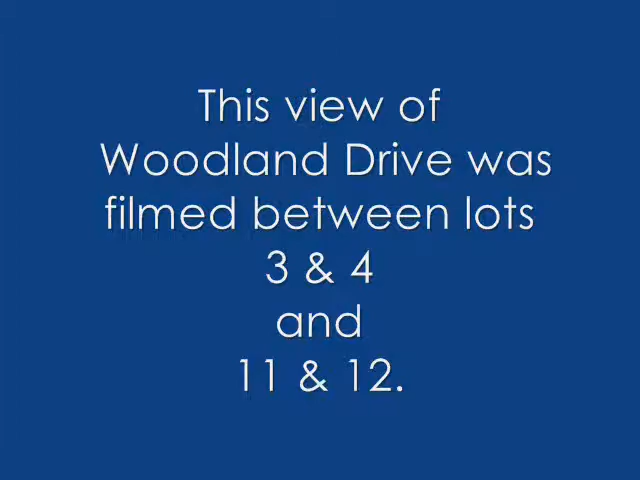 This view of
Woodland Drive was
filmed between lots
3 & 4
and
11 & 12.